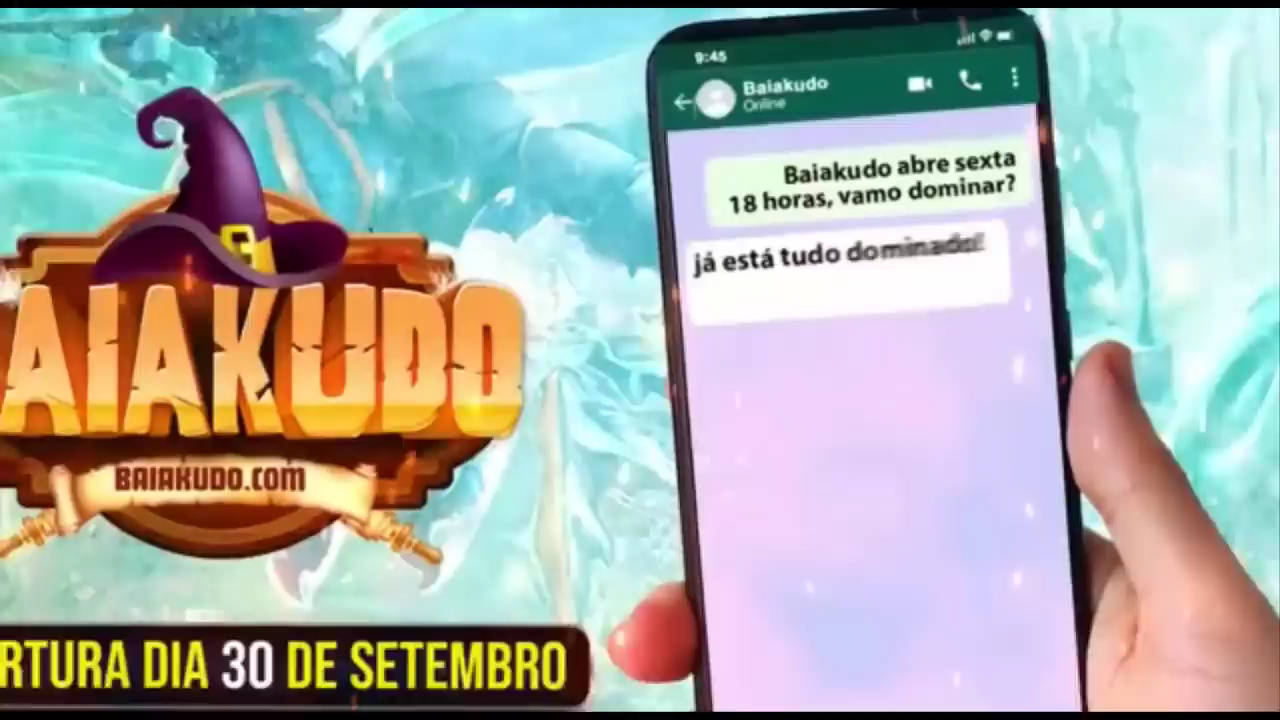 AIAKUDO
BAIAKUDO.COM
RTURA DIA 30 DE SETEMBRO
9:45
Baiakudo
Online
Baiakudo abre sexta
18 horas, vamo dominar?
já está tudo dominado!